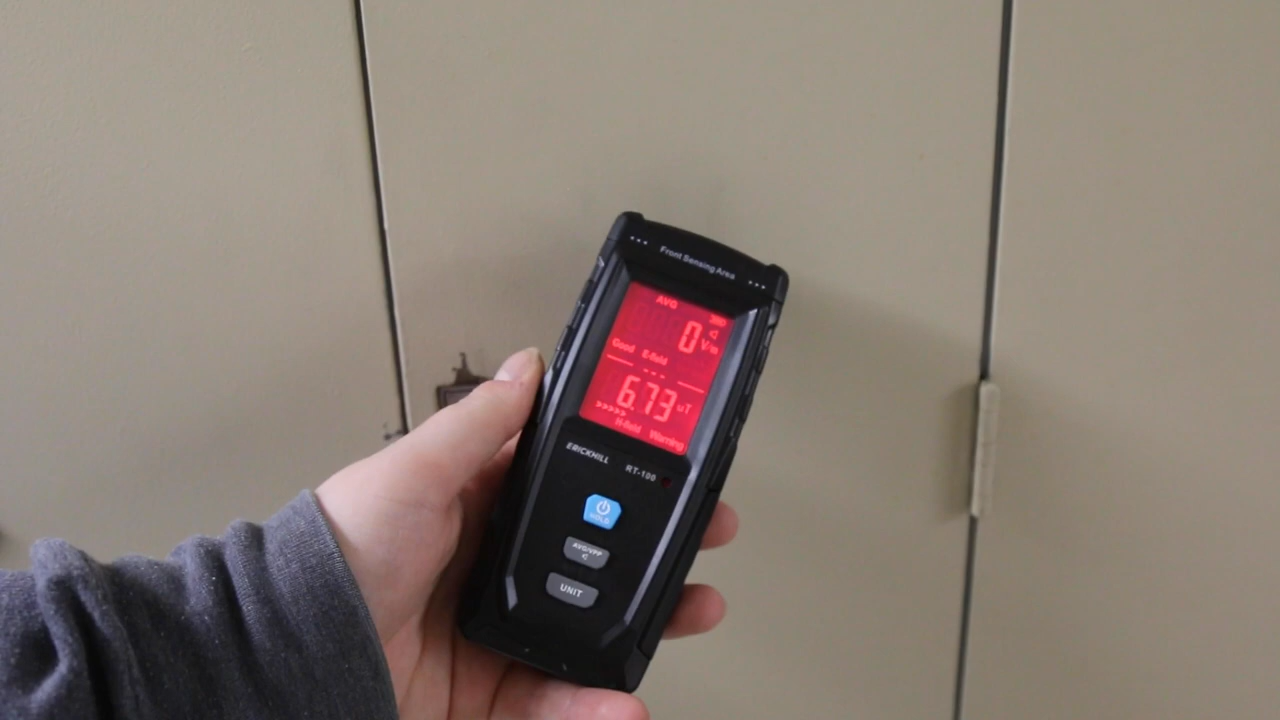 Front Sensing Area
AVG
0 V/m
Good E-field
6.73 uT
H-field Warning
ERICKHILL RT-100
HOLD
AVG/VPP
UNIT